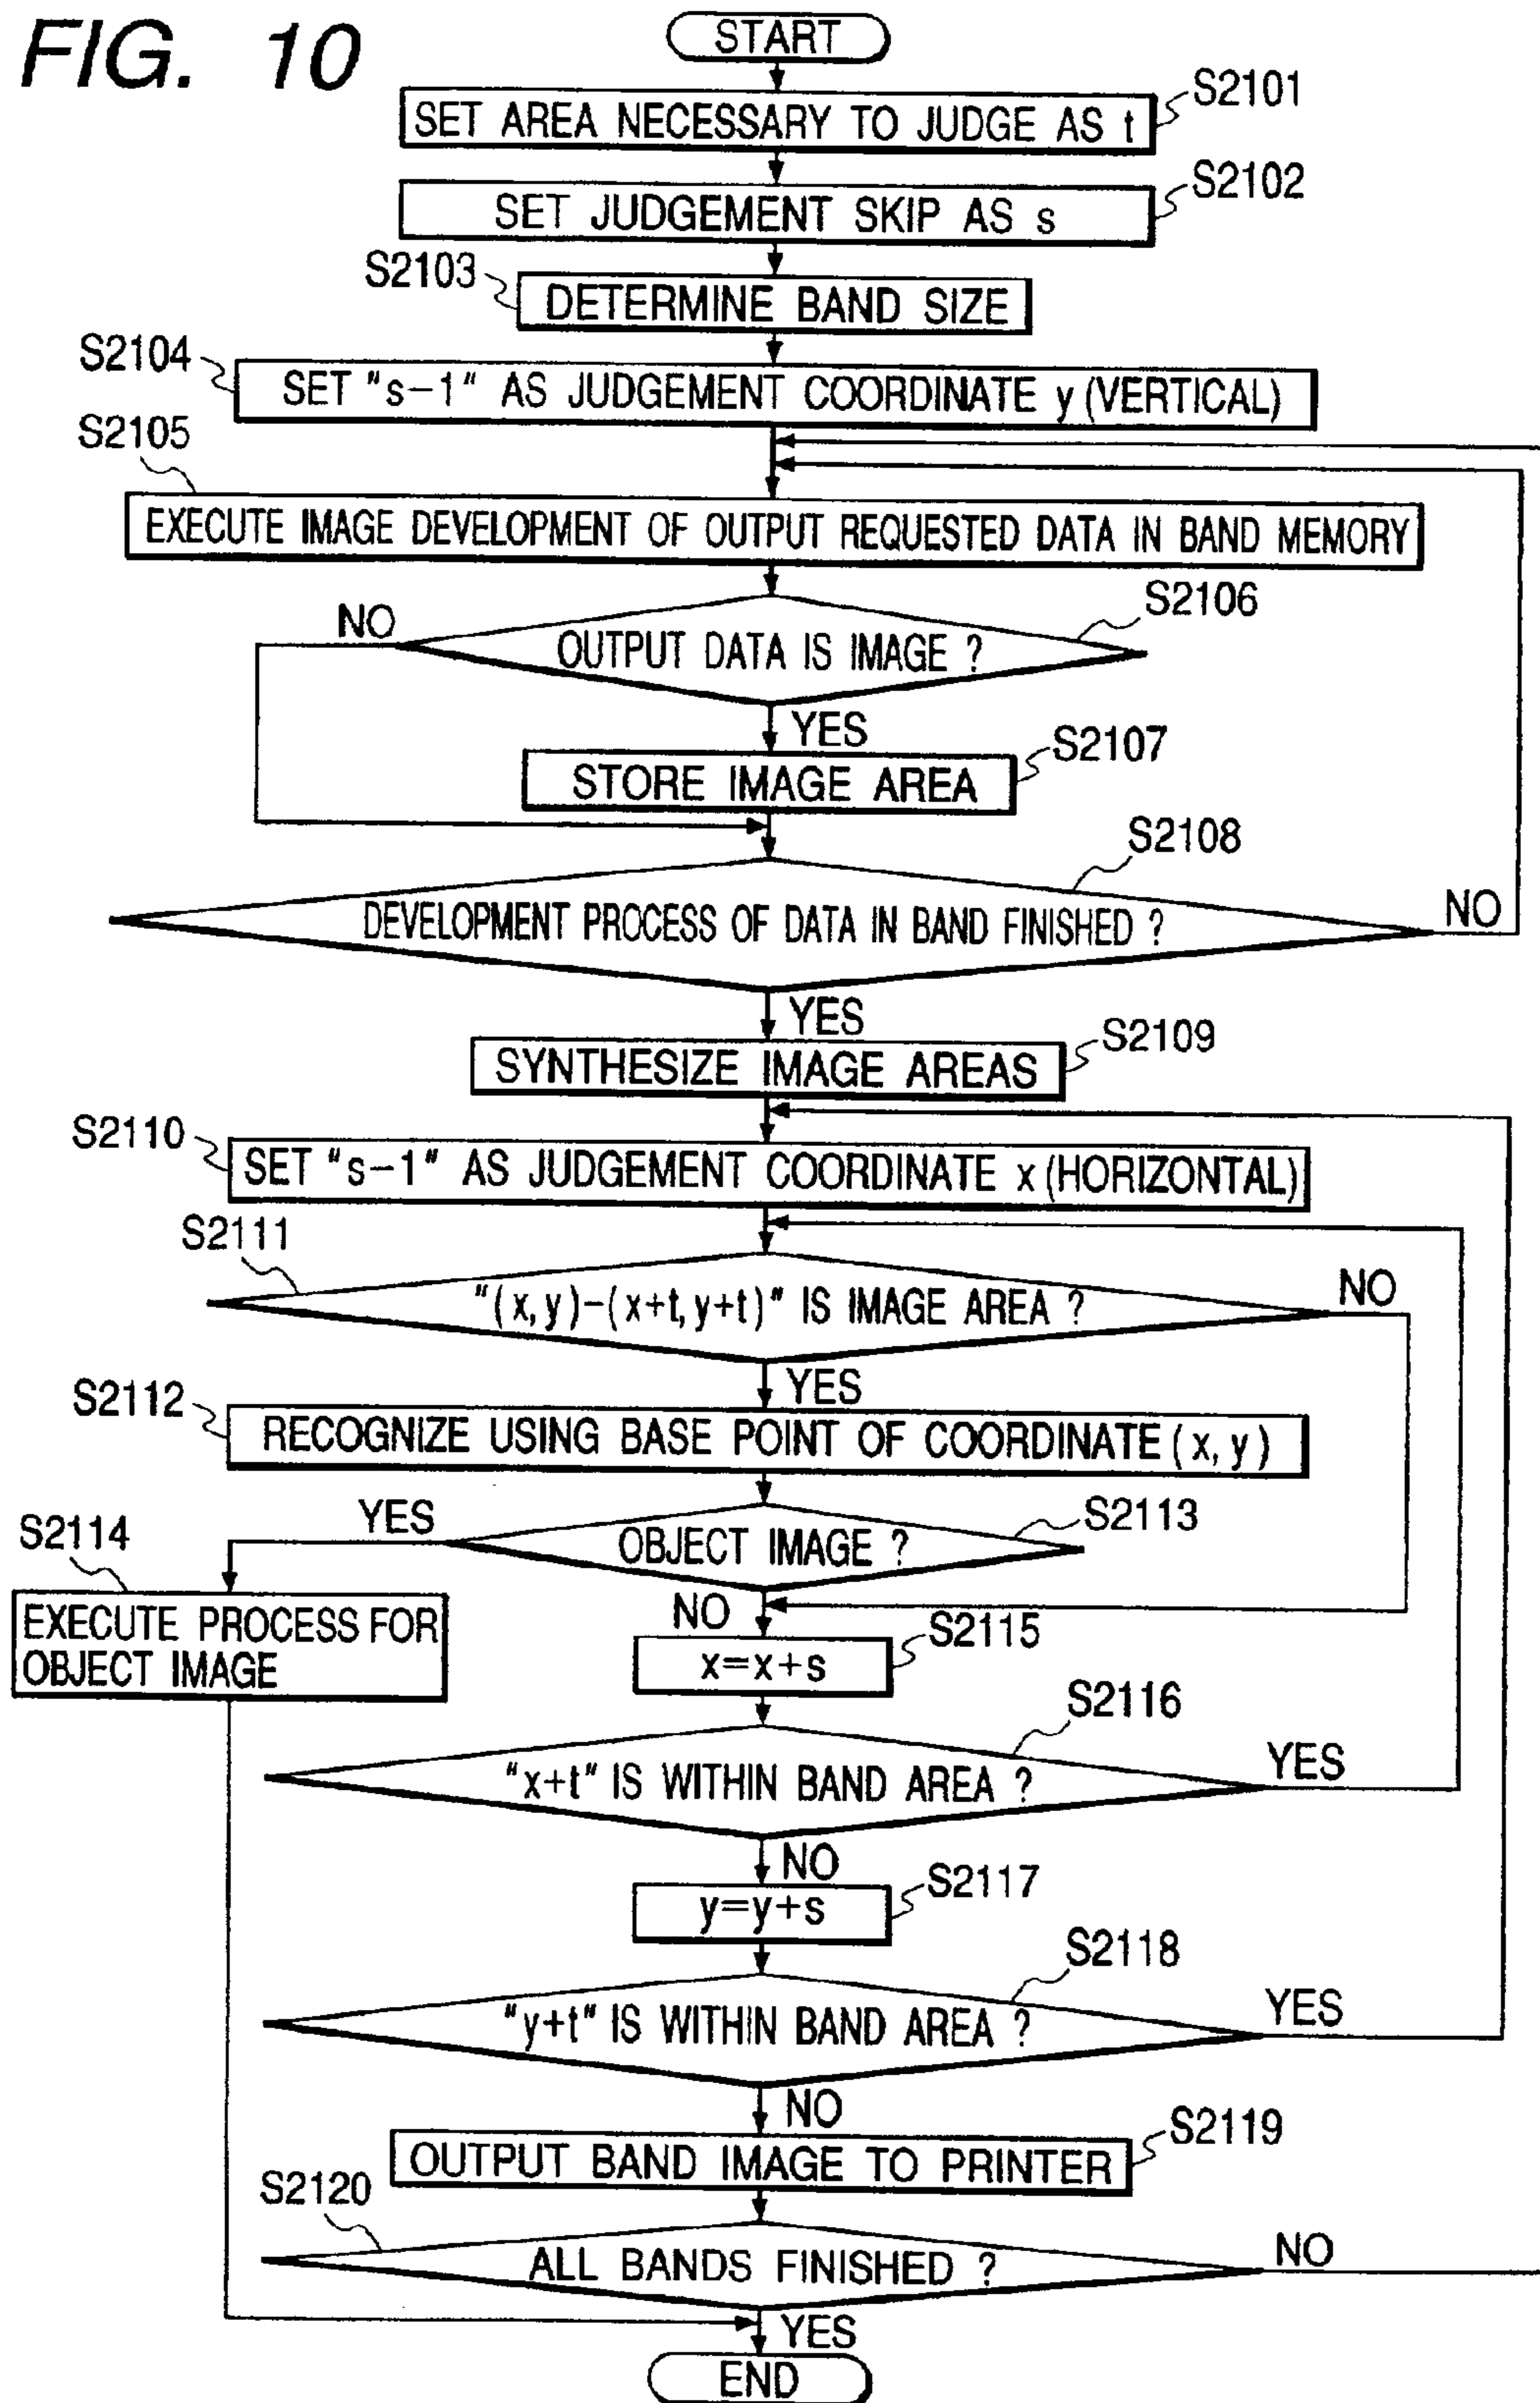 FIG. 10
START
S2101
SET AREA NECESSARY TO JUDGE AS t
S2102
SET JUDGEMENT SKIP AS s
S2103
DETERMINE BAND SIZE
S2104
SET "s-1" AS JUDGEMENT COORDINATE y (VERTICAL)
S2105
EXECUTE IMAGE DEVELOPMENT OF OUTPUT REQUESTED DATA IN BAND MEMORY
S2106
NO
OUTPUT DATA IS IMAGE ?
YES
S2107
STORE IMAGE AREA
S2108
DEVELOPMENT PROCESS OF DATA IN BAND FINISHED ?
NO
YES
S2109
SYNTHESIZE IMAGE AREAS
S2110
SET "s-1" AS JUDGEMENT COORDINATE x (HORIZONTAL)
S2111
"(x, y)-(x+t, y+t)" IS IMAGE AREA ?
NO
YES
S2112
RECOGNIZE USING BASE POINT OF COORDINATE (x, y)
S2113
YES
OBJECT IMAGE ?
S2114
EXECUTE PROCESS FOR
OBJECT IMAGE
NO
S2115
x=x+s
S2116
"x+t" IS WITHIN BAND AREA ?
YES
NO
S2117
y=y+s
S2118
"y+t" IS WITHIN BAND AREA ?
YES
NO
S2119
OUTPUT BAND IMAGE TO PRINTER
S2120
ALL BANDS FINISHED ?
NO
YES
END